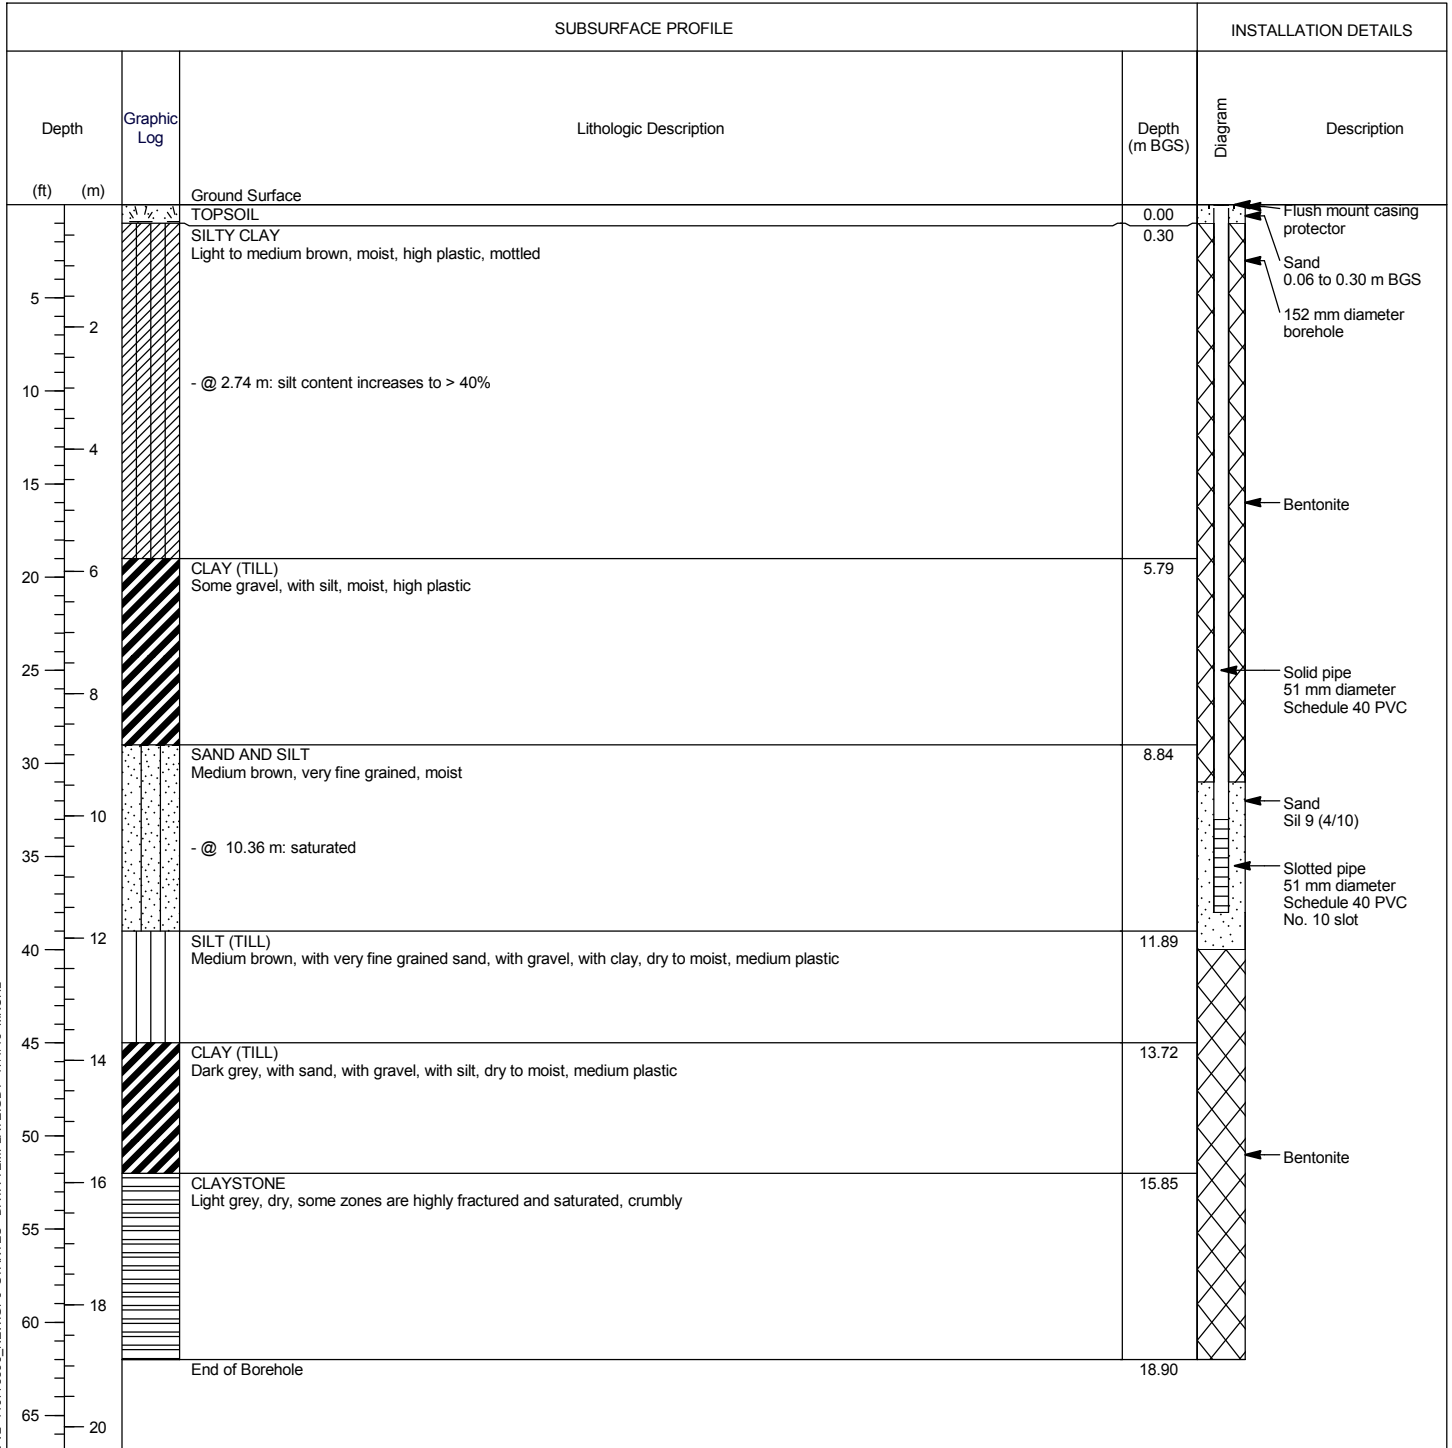 SUBSURFACE PROFILE
INSTALLATION DETAILS
Depth
Graphic
Log
Lithologic Description
Depth
(m BGS)
Diagram
Description
(ft)
(m)
Ground Surface
TOPSOIL
0.00
SILTY CLAY
0.30
Light to medium brown, moist, high plastic, mottled
- @ 2.74 m: silt content increases to > 40%
CLAY (TILL)
5.79
Some gravel, with silt, moist, high plastic
SAND AND SILT
8.84
Medium brown, very fine grained, moist
- @ 10.36 m: saturated
SILT (TILL)
11.89
Medium brown, with very fine grained sand, with gravel, with clay, dry to moist, medium plastic
CLAY (TILL)
13.72
Dark grey, with sand, with gravel, with silt, dry to moist, medium plastic
CLAYSTONE
15.85
Light grey, dry, some zones are highly fractured and saturated, crumbly
End of Borehole
18.90
5
10
15
20
25
30
35
40
45
50
55
60
65
2
4
6
8
10
12
14
16
18
20
Flush mount casing
protector
Sand
0.06 to 0.30 m BGS
152 mm diameter
borehole
Bentonite
Solid pipe
51 mm diameter
Schedule 40 PVC
Sand
Sil 9 (4/10)
Slotted pipe
51 mm diameter
Schedule 40 PVC
No. 10 slot
Bentonite